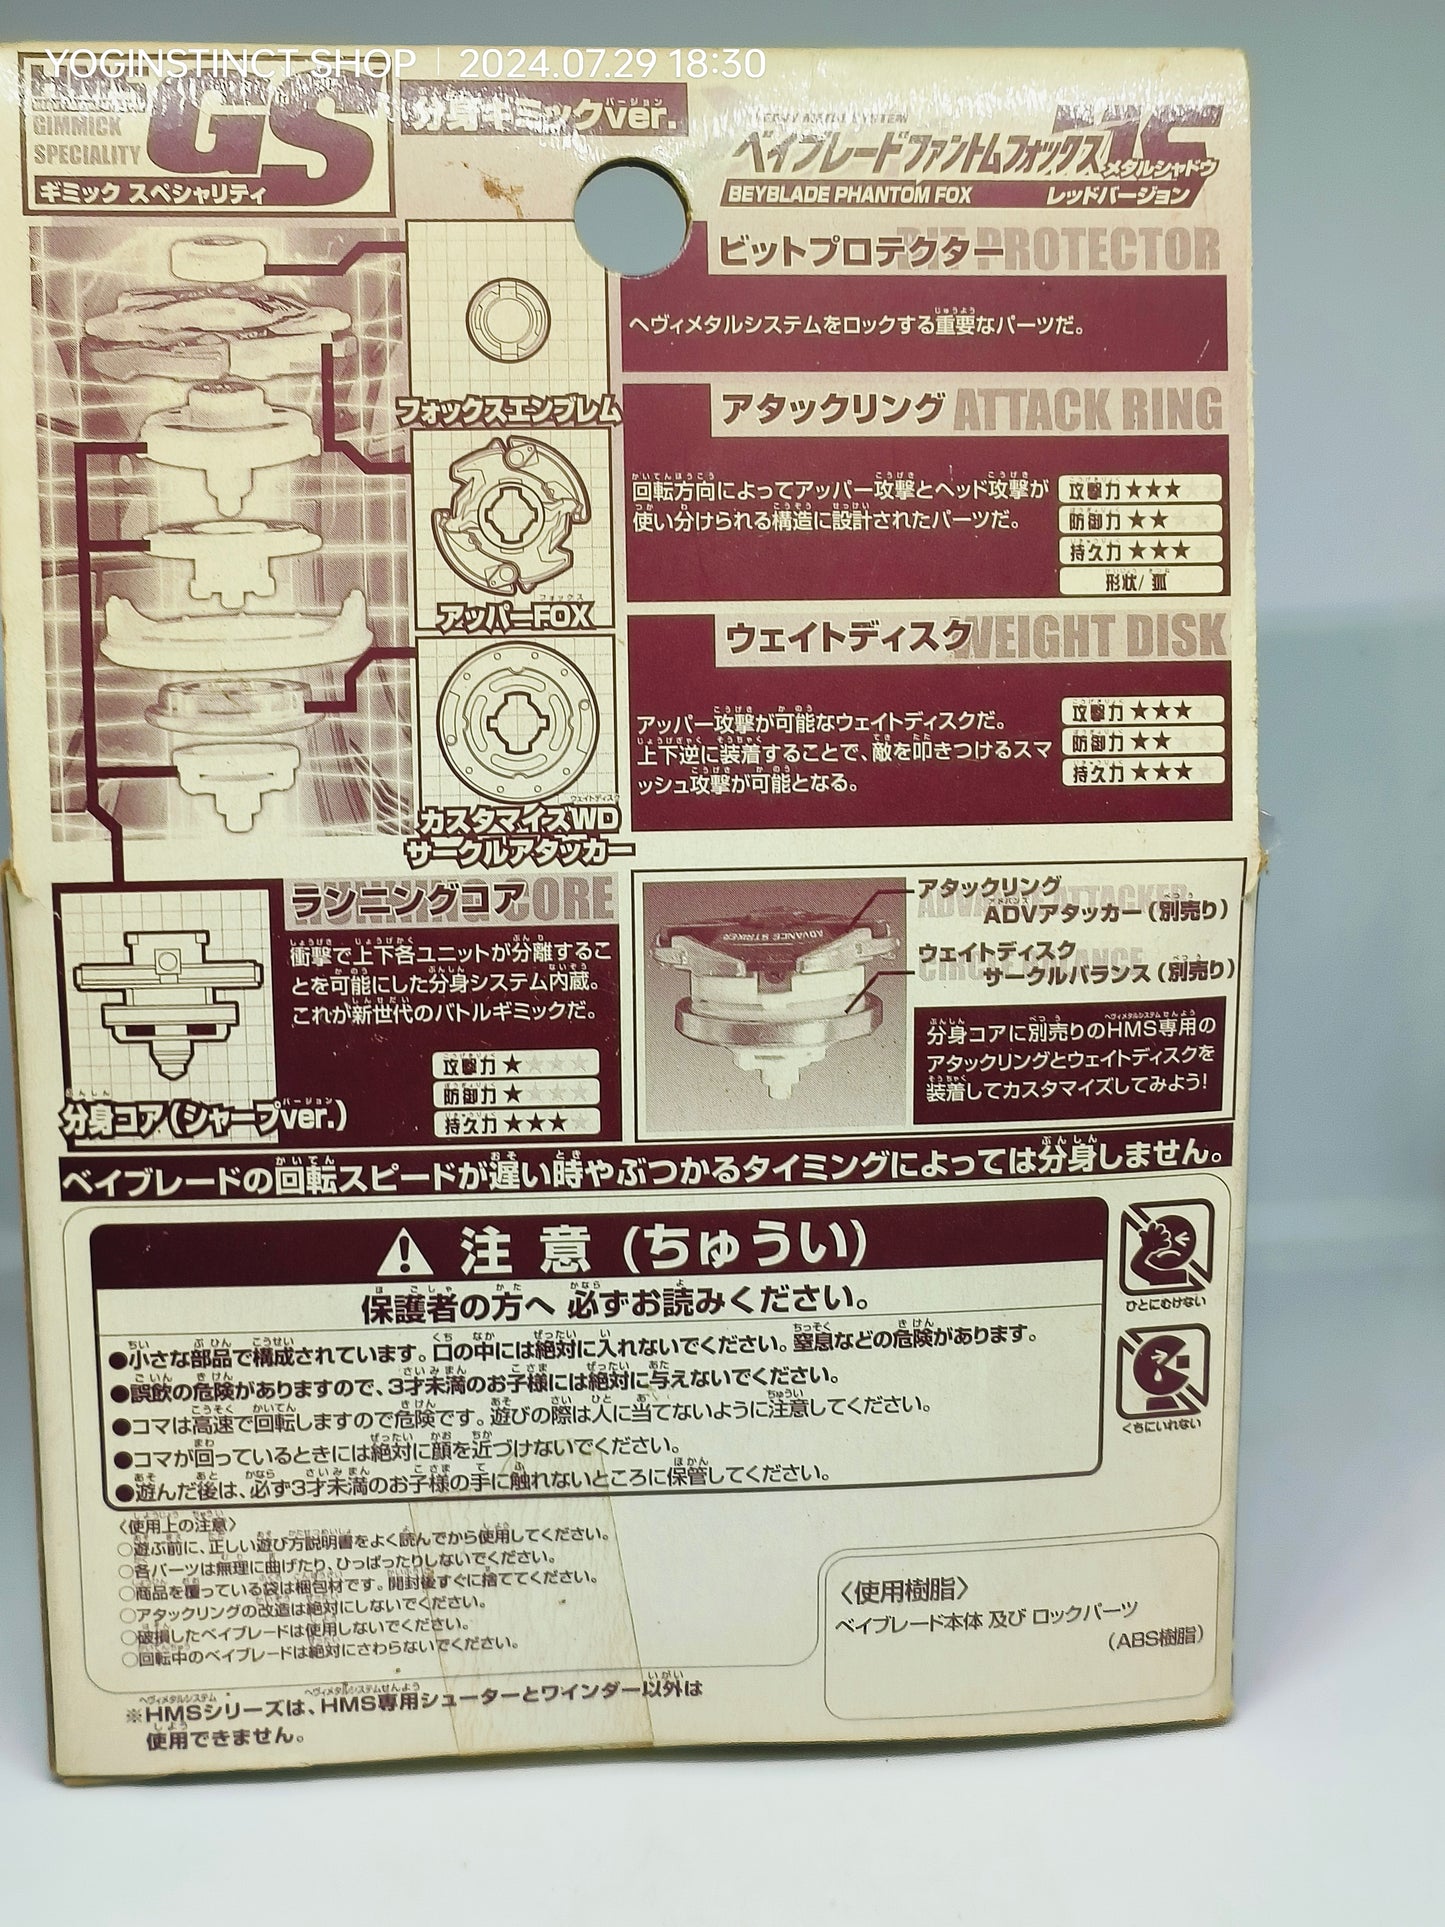 YOGINSTINCT SHOP | 2024.07.29 18:30
GIMMICK
SPECIALITY
GS
ギミック スペシャリティ
分身ギミックver.
ベイブレードファントムフォックスMS
メタルシャドウ
BEYBLADE PHANTOM FOX
レッドバージョン
ビットプロテクター
BIT PROTECTOR
ヘヴィメタルシステムをロックする重要なパーツだ。
フォックスエンブレム
アタックリング ATTACK RING
回転方向によってアッパー攻撃とヘッド攻撃が
使い分けられる構造に設計されたパーツだ。
攻撃力★★★
防御力★★
持久力★★★
形状/狐
アッパーFOX
ウェイトディスク WEIGHT DISK
アッパー攻撃が可能なウェイトディスクだ。
上下逆に装着することで、敵を叩きつけるスマ
ッシュ攻撃が可能となる。
攻撃力★★★
防御力★★
持久力★★★
カスタマイズWD
サークルアタッカー
ランニングコア
RUNNING CORE
衝撃で上下各ユニットが分離するこ
とを可能にした分身システム内蔵。
これが新世代のバトルギミックだ。
攻撃力★
防御力★
持久力★★★
分身コア(シャープver.)
アタックリング
ADVアタッカー(別売り)
ウェイトディスク
サークルバランス(別売り)
ADVANCE STRIKER
分身コアに別売りのHMS専用の
アタックリングとウェイトディスクを
装着してカスタマイズしてみよう!
ベイブレードの回転スピードが遅い時やぶつかるタイミングによっては分身しません。
注意(ちゅうい)
保護者の方へ 必ずお読みください。
●小さな部品で構成されています。口の中には絶対に入れないでください。窒息などの危険があります。
●誤飲の危険がありますので、3才未満のお子様には絶対に与えないでください。
●コマは高速で回転しますので危険です。遊びの際は人に当てないように注意してください。
●コマが回っているときには絶対に顔を近づけないでください。
●遊んだ後は、必ず3才未満のお子様の手に触れないところに保管してください。
ひとにむけない
くちにいれない
〈使用上の注意〉
○遊ぶ前に、正しい遊び方説明書をよく読んでから使用してください。
○各パーツは無理に曲げたり、ひっぱったりしないでください。
○商品を覆っている袋は梱包材です。開封後すぐに捨ててください。
○アタックリングの改造は絶対にしないでください。
○破損したベイブレードは使用しないでください。
○回転中のベイブレードは絶対にさわらないでください。
〈使用樹脂〉
ベイブレード本体 及び ロックパーツ
(ABS樹脂)
※HMSシリーズは、HMS専用シューターとワインダー以外は
使用できません。